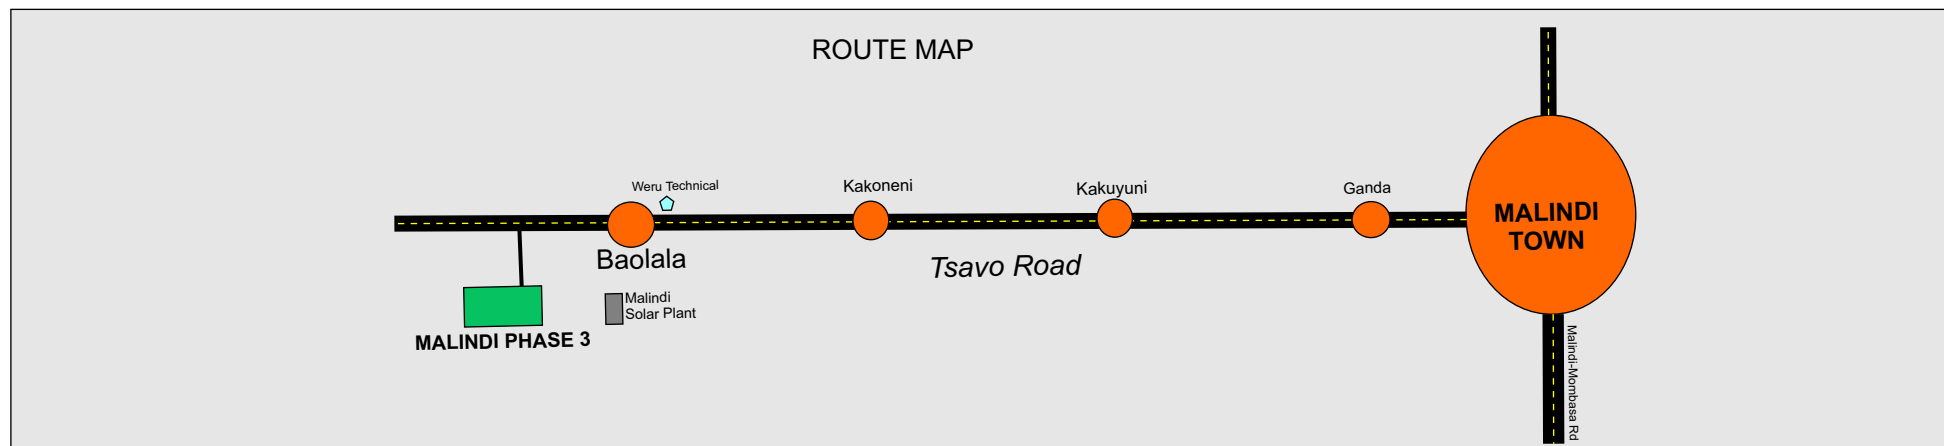 ROUTE MAP
Weru Technical
Kakoneni
Kakuyuni
Ganda
MALINDI
TOWN
Baolala
Tsavo Road
Malindi
Solar Plant
MALINDI PHASE 3
Malindi-Mombasa Rd